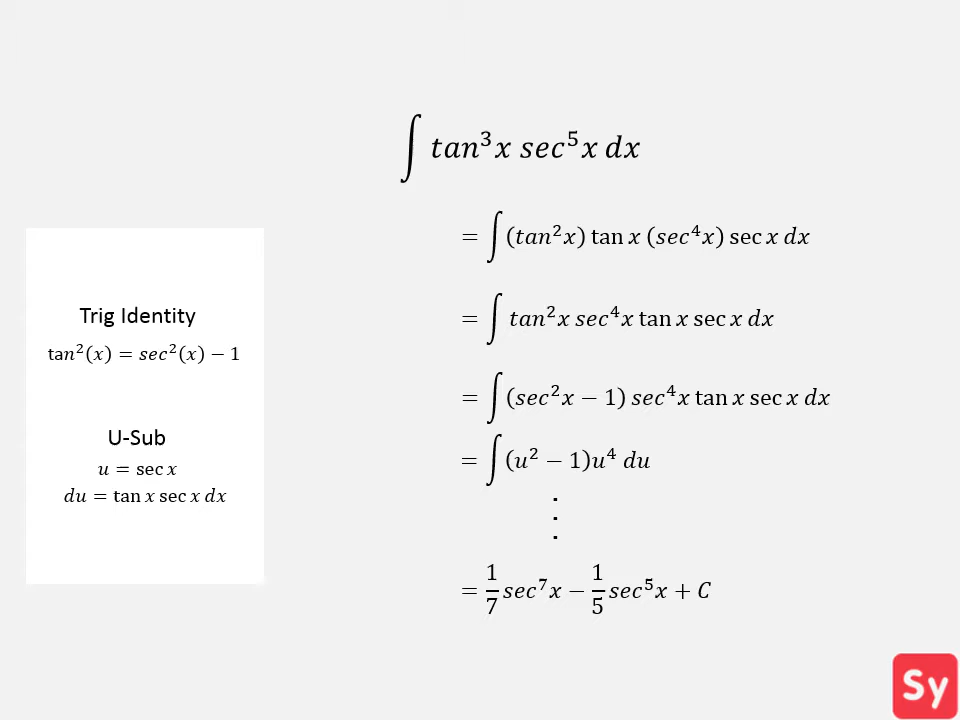 ∫ tan³x sec⁵x dx
= ∫ (tan²x) tan x (sec⁴x) sec x dx
= ∫ tan²x sec⁴x tan x sec x dx
= ∫ (sec²x − 1) sec⁴x tan x sec x dx
= ∫ (u² − 1)u⁴ du
⋮
= 1/7 sec⁷x − 1/5 sec⁵x + C
Trig Identity
tan²(x) = sec²(x) − 1
U-Sub
u = sec x
du = tan x sec x dx
Sy